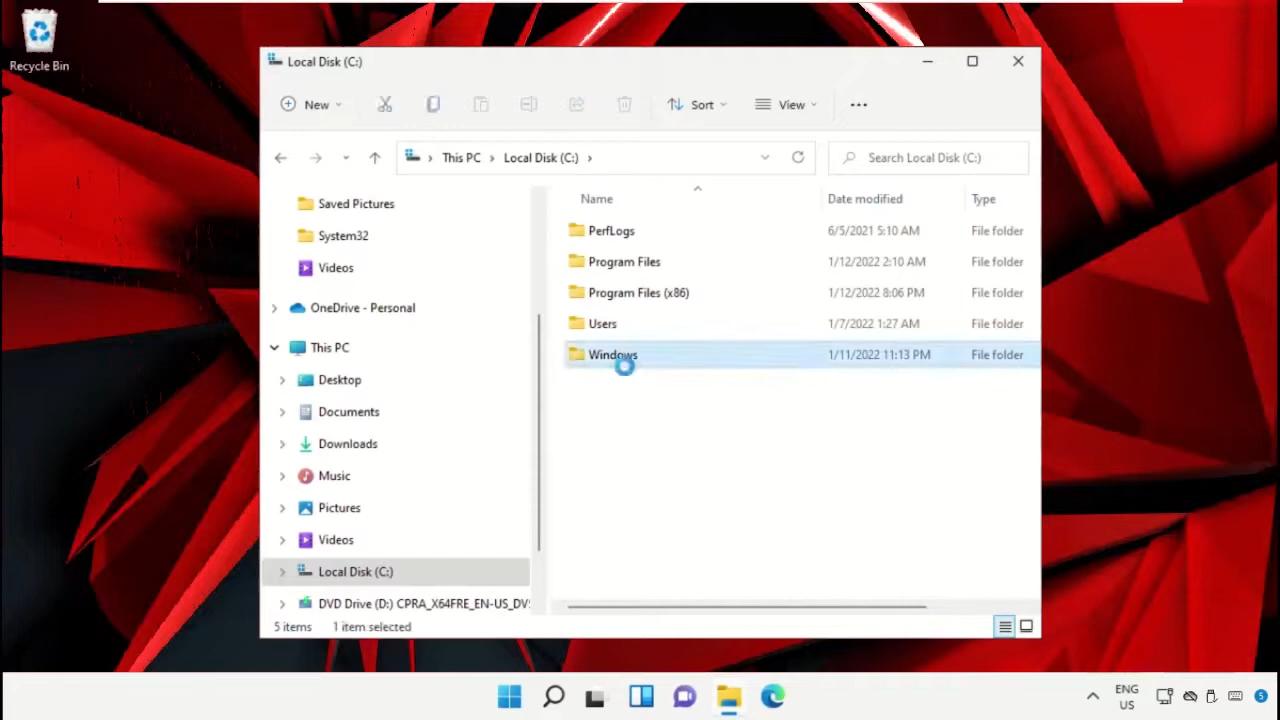 Recycle Bin
Local Disk (C:)
New
Sort
View
This PC
Local Disk (C:)
Search Local Disk (C:)
Saved Pictures
System32
Videos
OneDrive - Personal
This PC
Desktop
Documents
Downloads
Music
Pictures
Videos
Local Disk (C:)
DVD Drive (D:) CPRA_X64FRE_EN-US_DV
Name Date modified Type
PerfLogs 6/5/2021 5:10 AM File folder
Program Files 1/12/2022 2:10 AM File folder
Program Files (x86) 1/12/2022 8:06 PM File folder
Users 1/7/2022 1:27 AM File folder
Windows 1/11/2022 11:13 PM File folder
5 items 1 item selected
ENG
US
5